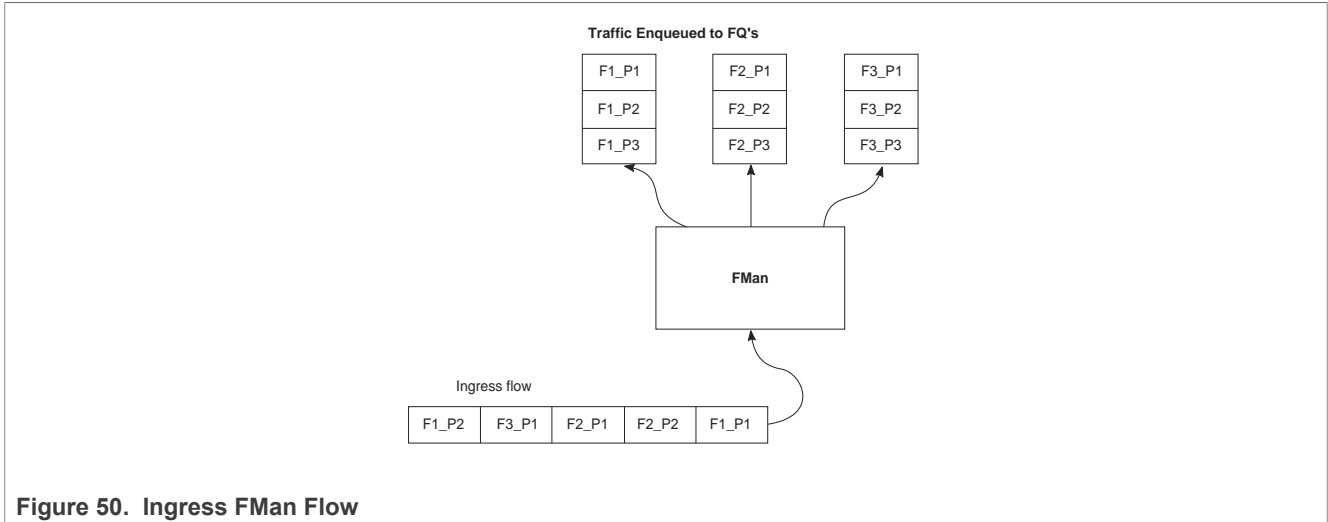 Traffic Enqueued to FQ's
F1_P1 F2_P1 F3_P1
F1_P2 F2_P2 F3_P2
F1_P3 F2_P3 F3_P3
FMan
Ingress flow
F1_P2 F3_P1 F2_P1 F2_P2 F1_P1
Figure 50. Ingress FMan Flow